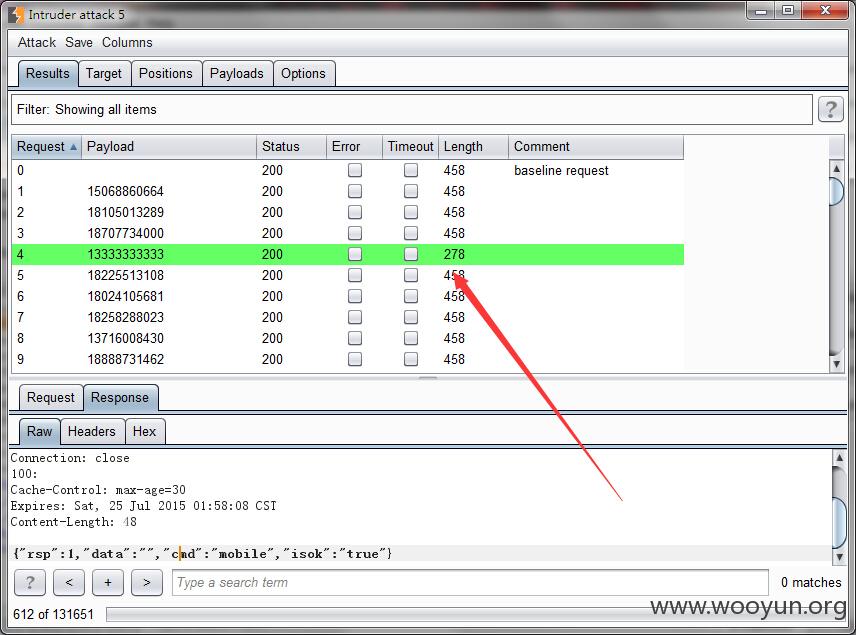 Intruder attack 5
Attack Save Columns
Results Target Positions Payloads Options
Filter: Showing all items ?
Request Payload Status Error Timeout Length Comment
0 200 458 baseline request
1 15068860664 200 458
2 18105013289 200 458
3 18707734000 200 458
4 13333333333 200 278
5 18225513108 200 458
6 18024105681 200 458
7 18258288023 200 458
8 13716008430 200 458
9 18888731462 200 458
Request Response
Raw Headers Hex
Connection: close
100:
Cache-Control: max-age=30
Expires: Sat, 25 Jul 2015 01:58:08 CST
Content-Length: 48
{"rsp":1,"data":"","cmd":"mobile","isok":"true"}
? < + > Type a search term 0 matches
612 of 131651
www.wooyun.org